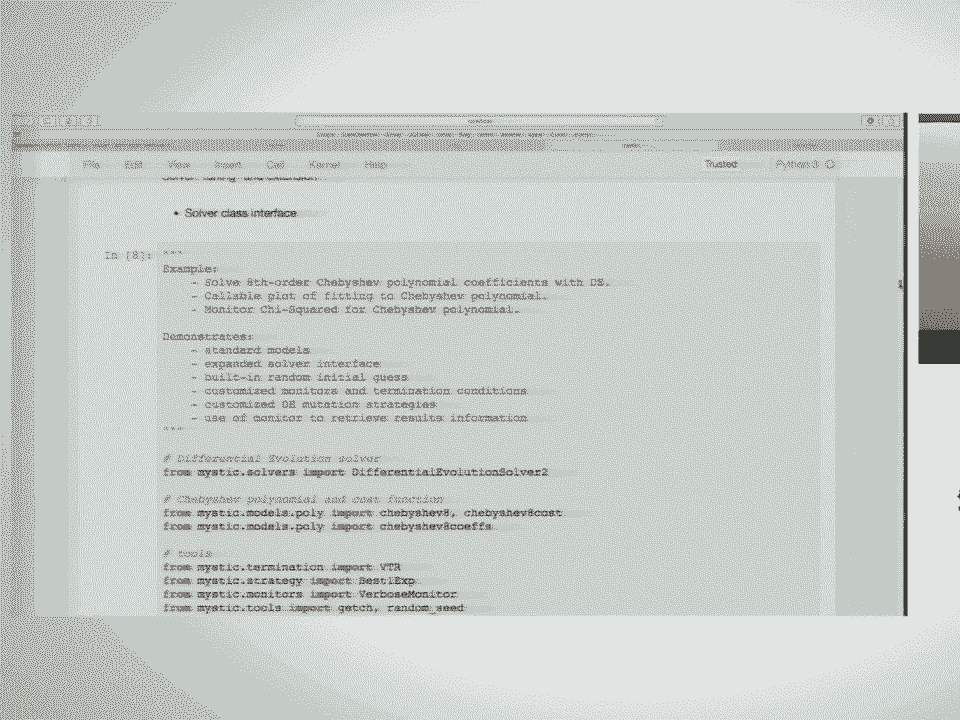 File Edit View Insert Cell Kernel Help Trusted Python 3
Solver tuning and extension
• Solver class interface
In [8]: """
Example:
- Solve 8th-order Chebyshev polynomial coefficients with DE.
- Callable plot of fitting to Chebyshev polynomial.
- Monitor Chi-Squared for Chebyshev polynomial.
Demonstrates:
- standard models
- expanded solver interface
- built-in random initial guess
- customized monitors and termination conditions
- customized DE mutation strategies
- use of monitor to retrieve results information
"""
# Differential Evolution solver
from mystic.solvers import DifferentialEvolutionSolver2
# Chebyshev polynomial and cost function
from mystic.models.poly import chebyshev8, chebyshev8cost
from mystic.models.poly import chebyshev8coeffs
# tools
from mystic.termination import VTR
from mystic.strategy import Best1Exp
from mystic.monitors import VerboseMonitor
from mystic.tools import getch, random_seed